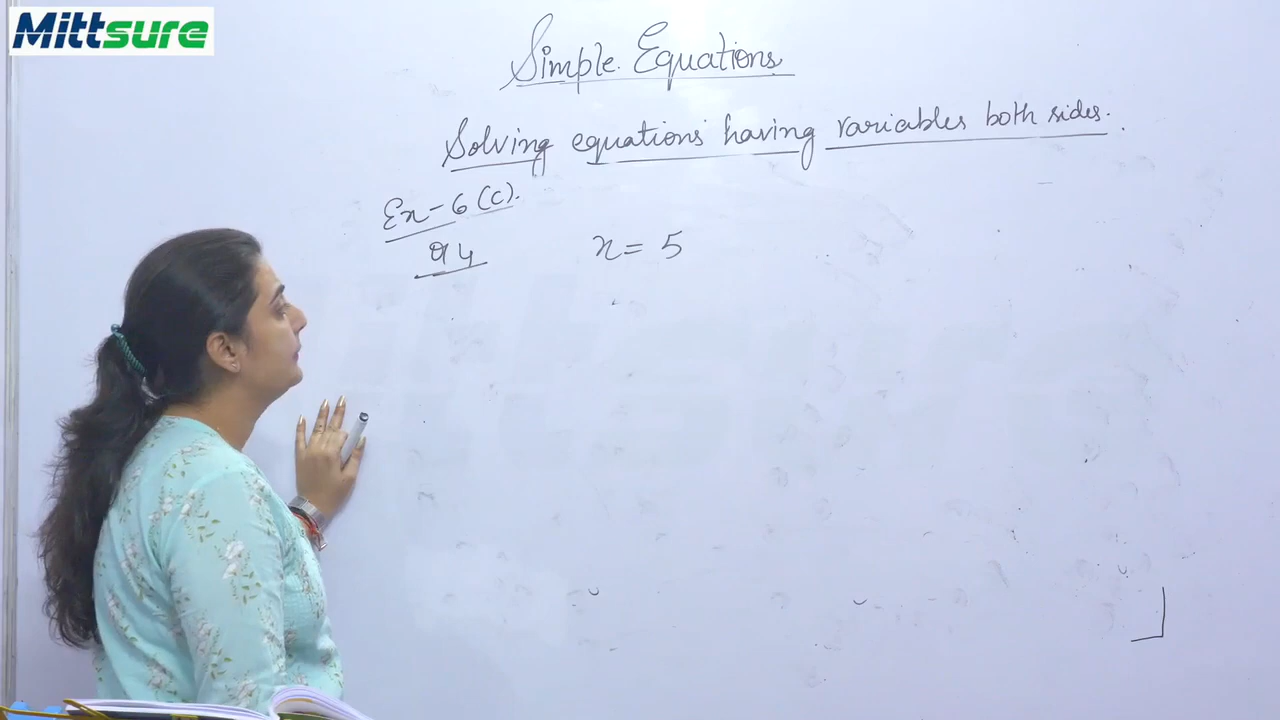 Mittsure
Simple Equations
Solving equations having variables both sides.
Ex-6(C).
Q4 x = 5